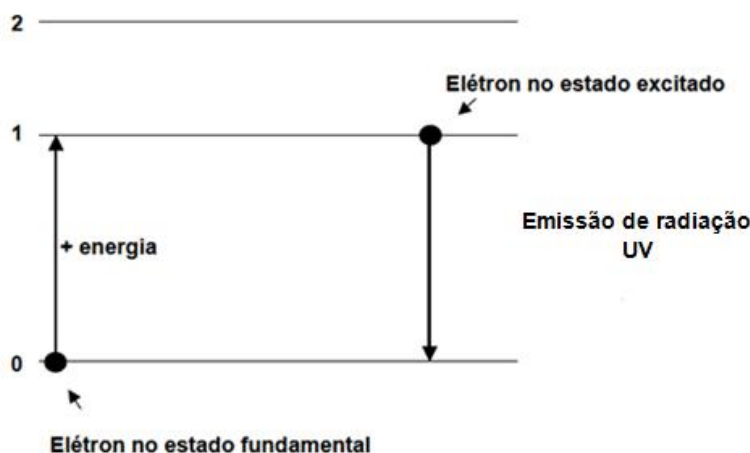 2
Elétron no estado excitado
1
Emissão de radiação
UV
+ energia
0
Elétron no estado fundamental